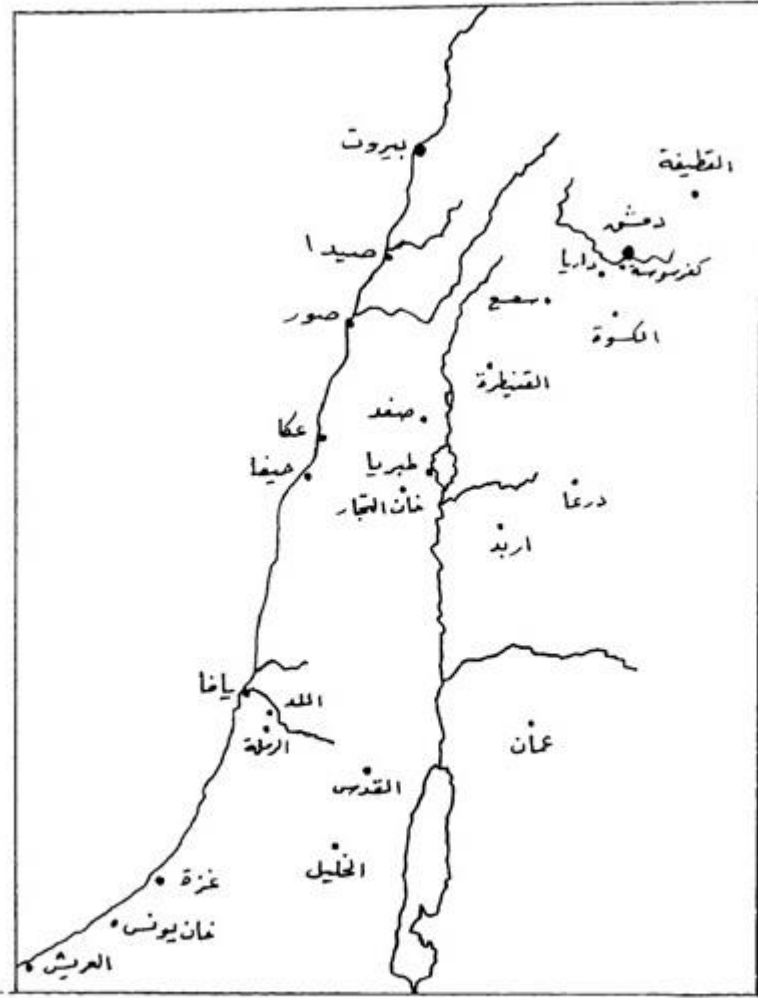 بيروت
القطيفة
دمشق
صيدا
كفرسوسة
داريا
سعسع
صور
الكسوة
القنيطرة
صفد
عكا
طبريا
حيفا
خان التجار
درعا
اربد
يافا
اللد
الرملة
عمان
القدس
الخليل
غزة
خان يونس
العريش